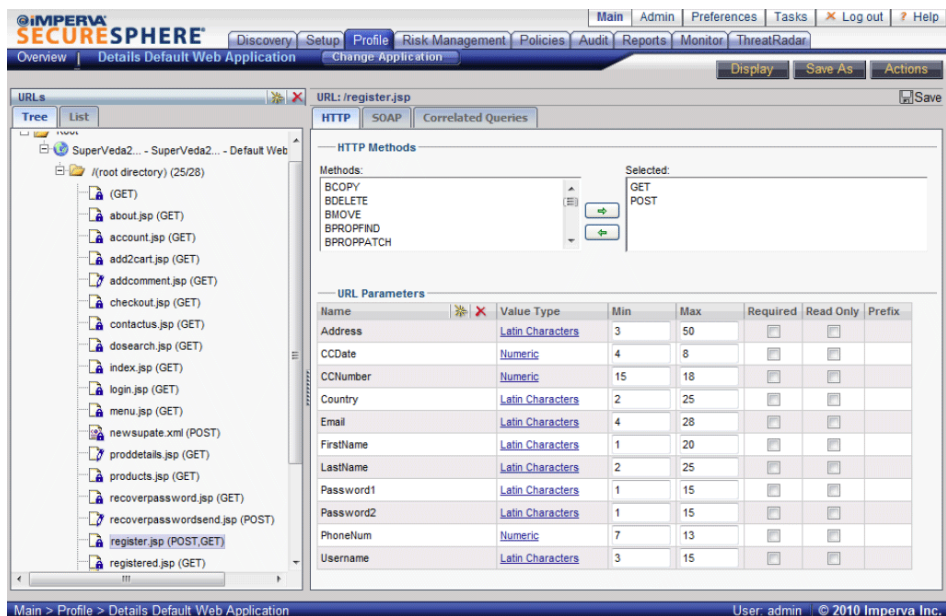 IMPERVA
SECURESPHERE®
Main Admin Preferences Tasks Log out ? Help
Discovery Setup Profile Risk Management Policies Audit Reports Monitor ThreatRadar
Overview | Details Default Web Application Change Application
Display Save As Actions
URLs
Tree List
SuperVeda2... - SuperVeda2... - Default Web
/(root directory) (25/28)
(GET)
about.jsp (GET)
account.jsp (GET)
add2cart.jsp (GET)
addcomment.jsp (GET)
checkout.jsp (GET)
contactus.jsp (GET)
dosearch.jsp (GET)
index.jsp (GET)
login.jsp (GET)
menu.jsp (GET)
newsupate.xml (POST)
proddetails.jsp (GET)
products.jsp (GET)
recoverpassword.jsp (GET)
recoverpasswordsend.jsp (POST)
register.jsp (POST,GET)
registered.jsp (GET)
URL: /register.jsp Save
HTTP SOAP Correlated Queries
HTTP Methods
Methods: Selected:
BCOPY GET
BDELETE POST
BMOVE
BPROPFIND
BPROPPATCH
URL Parameters
Name Value Type Min Max Required Read Only Prefix
Address Latin Characters 3 50
CCDate Numeric 4 8
CCNumber Numeric 15 18
Country Latin Characters 2 25
Email Latin Characters 4 28
FirstName Latin Characters 1 20
LastName Latin Characters 2 25
Password1 Latin Characters 1 15
Password2 Latin Characters 1 15
PhoneNum Numeric 7 13
Username Latin Characters 3 15
Main > Profile > Details Default Web Application User: admin © 2010 Imperva Inc.